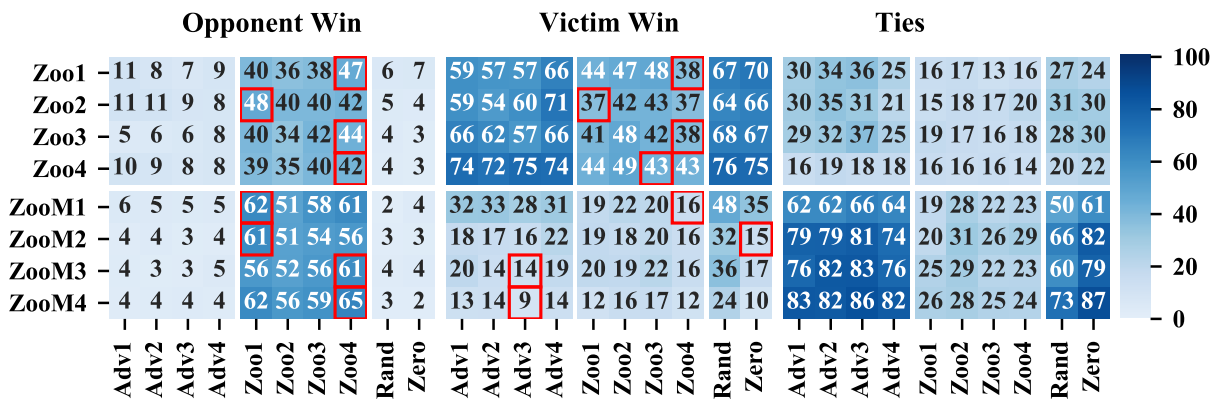 Opponent Win Victim Win Ties
Zoo1 11 8 7 9 40 36 38 47 6 7 59 57 57 66 44 47 48 38 67 70 30 34 36 25 16 17 13 16 27 24 100
Zoo2 11 11 9 8 48 40 40 42 5 4 59 54 60 71 37 42 43 37 64 66 30 35 31 21 15 18 17 20 31 30 80
Zoo3 5 6 6 8 40 34 42 44 4 3 66 62 57 66 41 48 42 38 68 67 29 32 37 25 19 17 16 18 28 30 60
Zoo4 10 9 8 8 39 35 40 42 4 3 74 72 75 74 44 49 43 43 76 75 16 19 18 18 16 16 16 14 20 22
ZooM1 6 5 5 5 62 51 58 61 2 4 32 33 28 31 19 22 20 16 48 35 62 62 66 64 19 28 22 23 50 61 40
ZooM2 4 4 3 4 61 51 54 56 3 3 18 17 16 22 19 18 20 16 32 15 79 79 81 74 20 31 26 29 66 82
ZooM3 4 3 3 5 56 52 56 61 4 4 20 14 14 19 20 19 22 16 36 17 76 82 83 76 25 29 22 23 60 79 20
ZooM4 4 4 4 4 62 56 59 65 3 2 13 14 9 14 12 16 17 12 24 10 83 82 86 82 26 28 25 24 73 87 0
Adv1 Adv2 Adv3 Adv4 Zoo1 Zoo2 Zoo3 Zoo4 Rand Zero Adv1 Adv2 Adv3 Adv4 Zoo1 Zoo2 Zoo3 Zoo4 Rand Zero Adv1 Adv2 Adv3 Adv4 Zoo1 Zoo2 Zoo3 Zoo4 Rand Zero